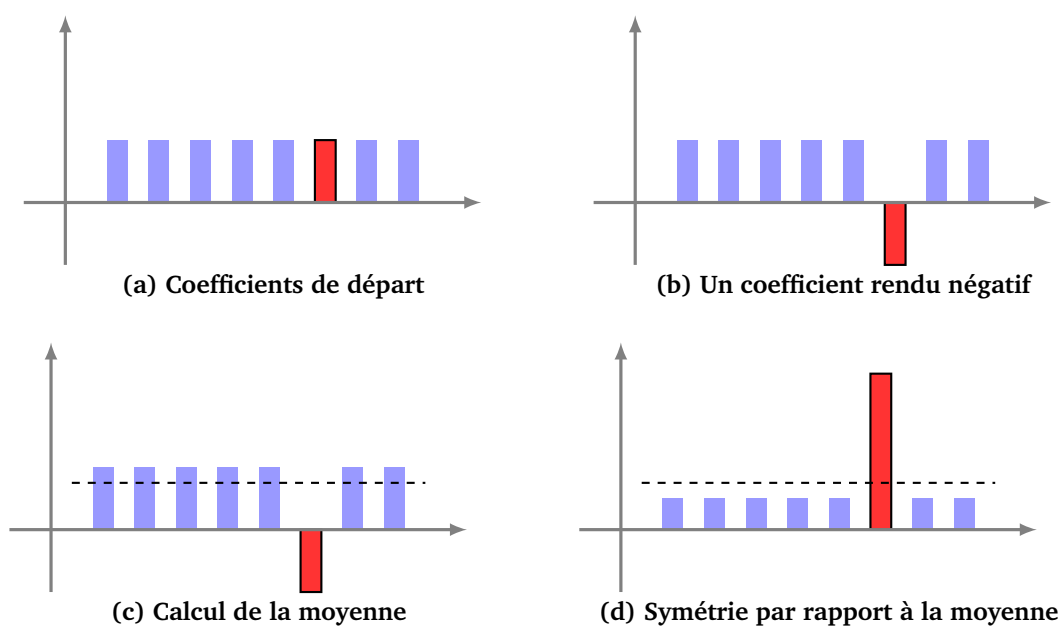 (a) Coefficients de départ
(b) Un coefficient rendu négatif
(c) Calcul de la moyenne
(d) Symétrie par rapport à la moyenne